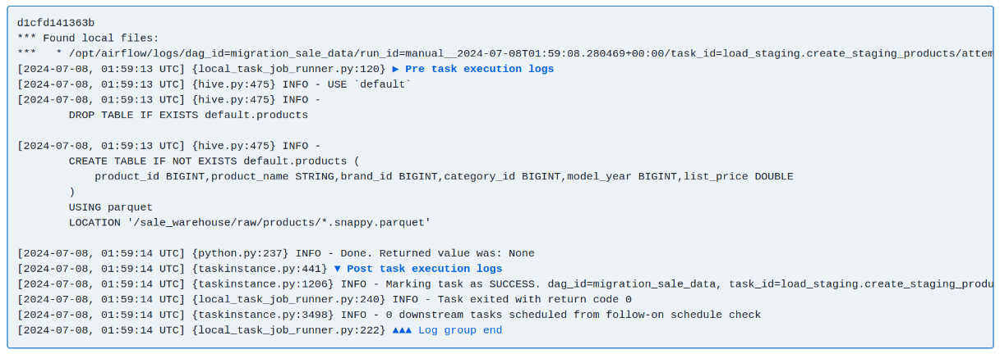 d1cfd141363b
*** Found local files:
***   * /opt/airflow/logs/dag_id=migration_sale_data/run_id=manual__2024-07-08T01:59:08.280469+00:00/task_id=load_staging.create_staging_products/attem
[2024-07-08, 01:59:13 UTC] {local_task_job_runner.py:120} ▶ Pre task execution logs
[2024-07-08, 01:59:13 UTC] {hive.py:475} INFO - USE `default`
[2024-07-08, 01:59:13 UTC] {hive.py:475} INFO -
        DROP TABLE IF EXISTS default.products
[2024-07-08, 01:59:13 UTC] {hive.py:475} INFO -
        CREATE TABLE IF NOT EXISTS default.products (
            product_id BIGINT,product_name STRING,brand_id BIGINT,category_id BIGINT,model_year BIGINT,list_price DOUBLE
        )
        USING parquet
        LOCATION '/sale_warehouse/raw/products/*.snappy.parquet'
[2024-07-08, 01:59:14 UTC] {python.py:237} INFO - Done. Returned value was: None
[2024-07-08, 01:59:14 UTC] {taskinstance.py:441} ▼ Post task execution logs
[2024-07-08, 01:59:14 UTC] {taskinstance.py:1206} INFO - Marking task as SUCCESS. dag_id=migration_sale_data, task_id=load_staging.create_staging_produ
[2024-07-08, 01:59:14 UTC] {local_task_job_runner.py:240} INFO - Task exited with return code 0
[2024-07-08, 01:59:14 UTC] {taskinstance.py:3498} INFO - 0 downstream tasks scheduled from follow-on schedule check
[2024-07-08, 01:59:14 UTC] {local_task_job_runner.py:222} ▲▲▲ Log group end